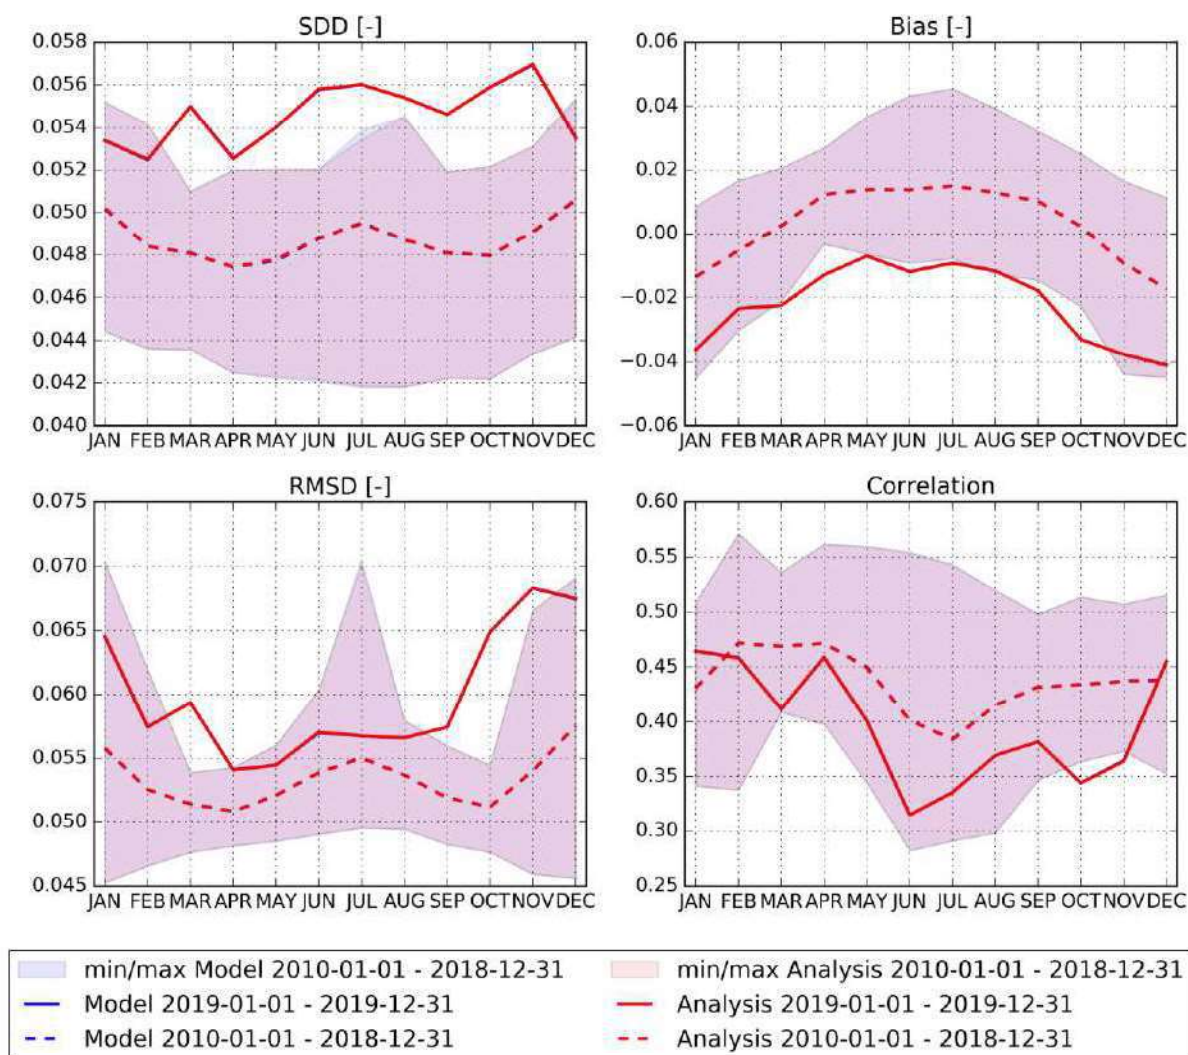 SDD [-]
0.058
0.056
0.054
0.052
0.050
0.048
0.046
0.044
0.042
0.040
JAN FEB MAR APR MAY JUN JUL AUG SEP OCT NOV DEC
Bias [-]
0.06
0.04
0.02
0.00
−0.02
−0.04
−0.06
JAN FEB MAR APR MAY JUN JUL AUG SEP OCT NOV DEC
RMSD [-]
0.075
0.070
0.065
0.060
0.055
0.050
0.045
JAN FEB MAR APR MAY JUN JUL AUG SEP OCT NOV DEC
Correlation
0.60
0.55
0.50
0.45
0.40
0.35
0.30
0.25
JAN FEB MAR APR MAY JUN JUL AUG SEP OCT NOV DEC
min/max Model 2010-01-01 - 2018-12-31
Model 2019-01-01 - 2019-12-31
Model 2010-01-01 - 2018-12-31
min/max Analysis 2010-01-01 - 2018-12-31
Analysis 2019-01-01 - 2019-12-31
Analysis 2010-01-01 - 2018-12-31